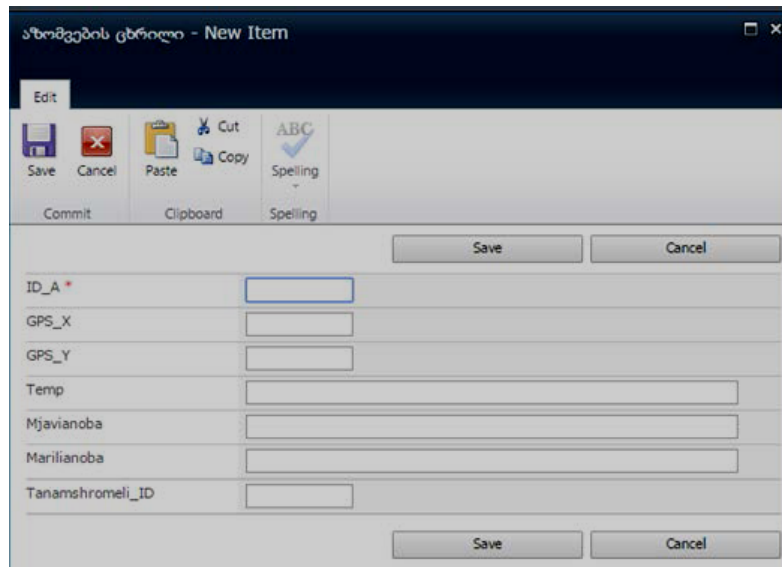 აზომვების ცხრილი - New Item
Edit
Save
Cancel
Paste
Cut
Copy
ABC
Spelling
Commit
Clipboard
Spelling
Save
Cancel
ID_A *
GPS_X
GPS_Y
Temp
Mjavianoba
Marilianoba
Tanamshromeli_ID
Save
Cancel